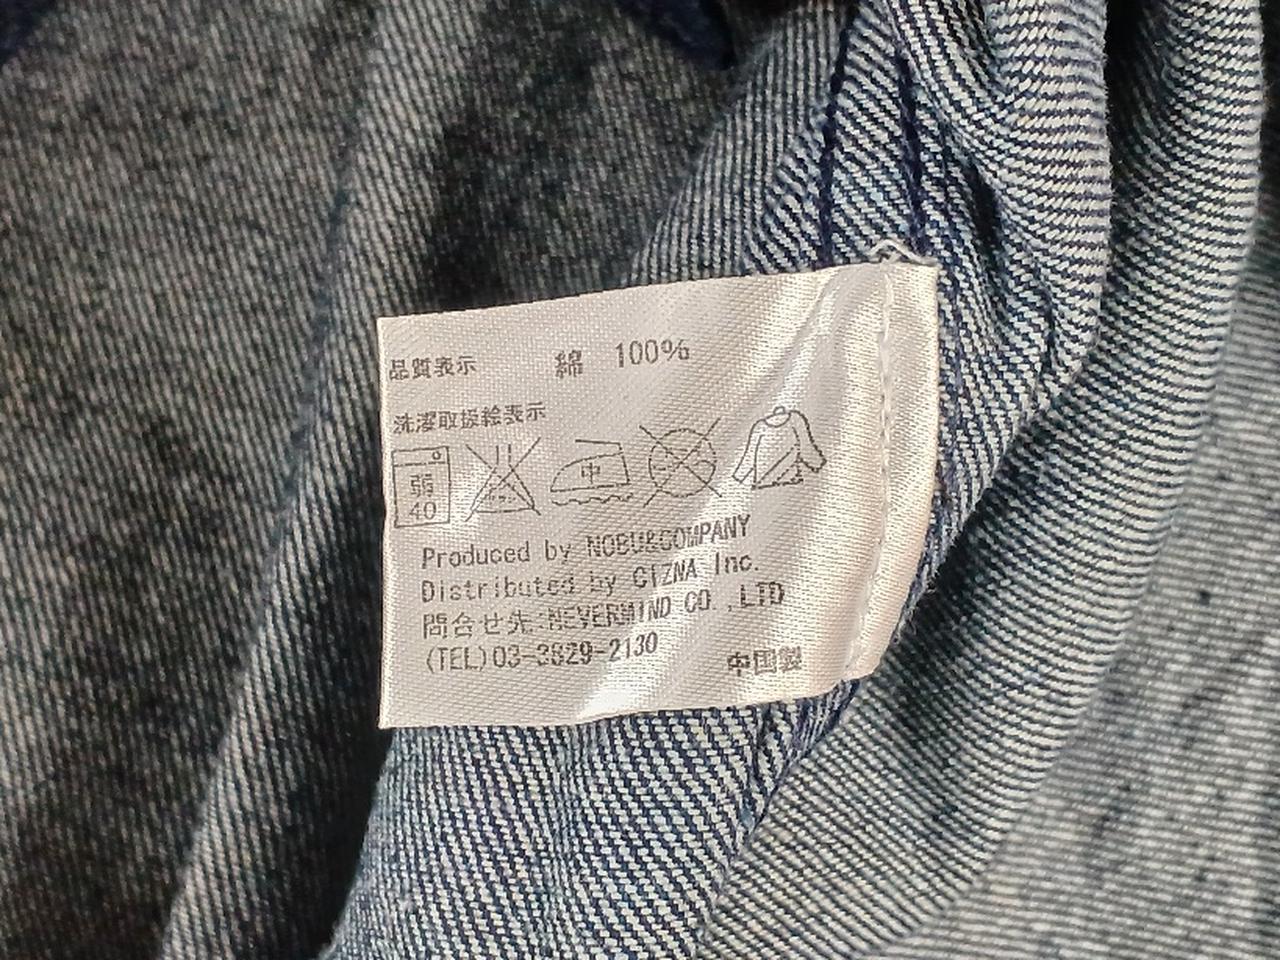 品質表示 綿 100%
洗濯取扱絵表示
弱 40 中
Produced by NOBU&COMPANY
Distributed by CIZNA Inc.
問合せ先:NEVERMIND CO.,LTD
(TEL)03-3829-2130
中国製